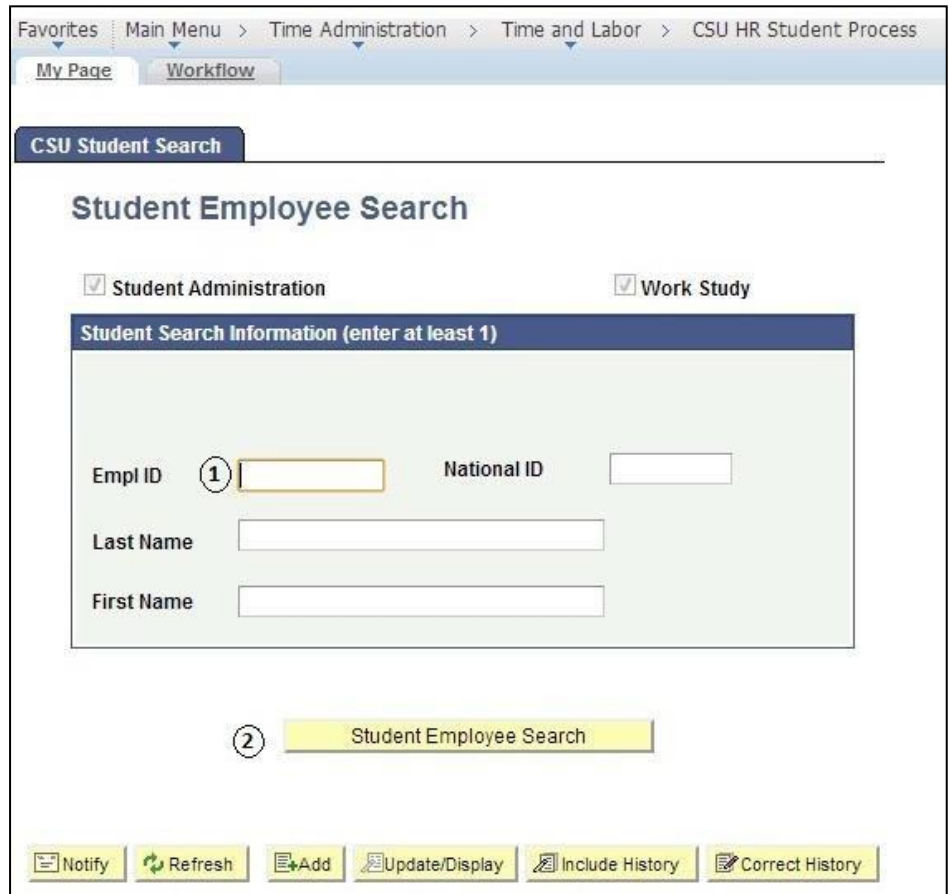 Favorites Main Menu > Time Administration > Time and Labor > CSU HR Student Process
My Page Workflow
CSU Student Search
Student Employee Search
Student Administration Work Study
Student Search Information (enter at least 1)
Empl ID 1 National ID
Last Name
First Name
2 Student Employee Search
Notify Refresh Add Update/Display Include History Correct History